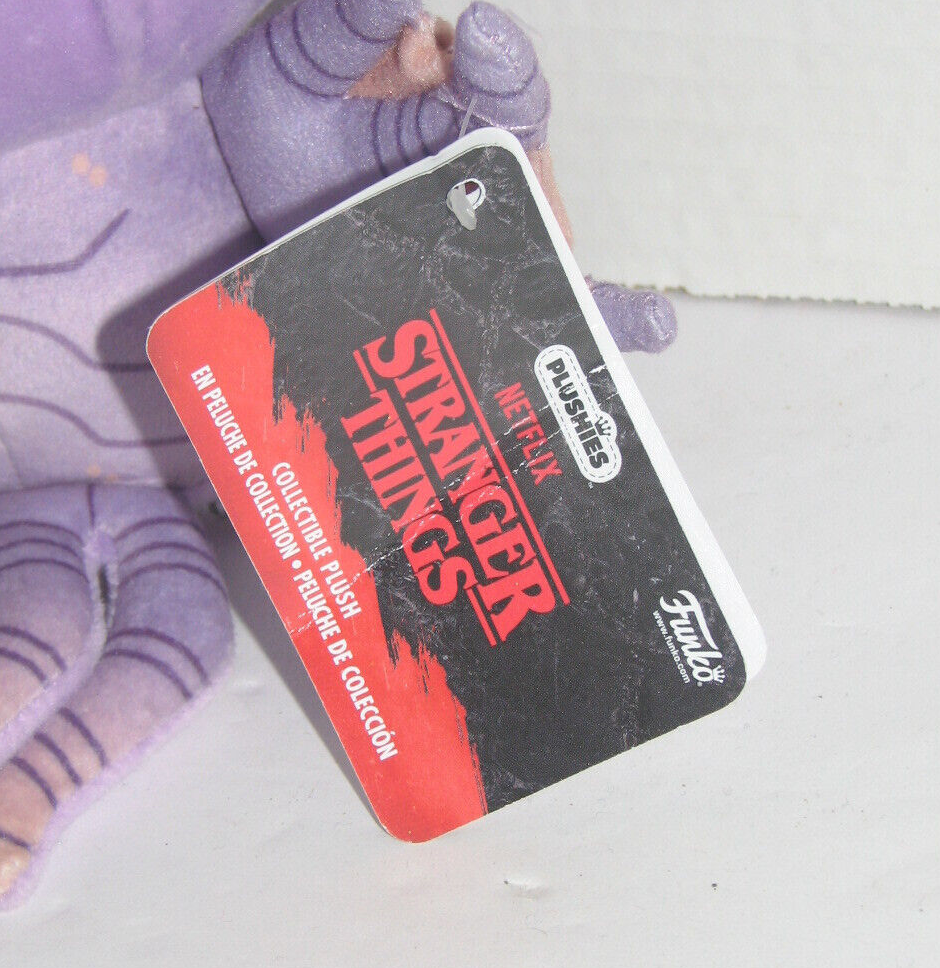 PLUSHIES
NETFLIX
STRANGER
THINGS
COLLECTIBLE PLUSH
EN PELUCHE DE COLLECTION • PELUCHE DE COLECCIÓN
Funko®
www.funko.com